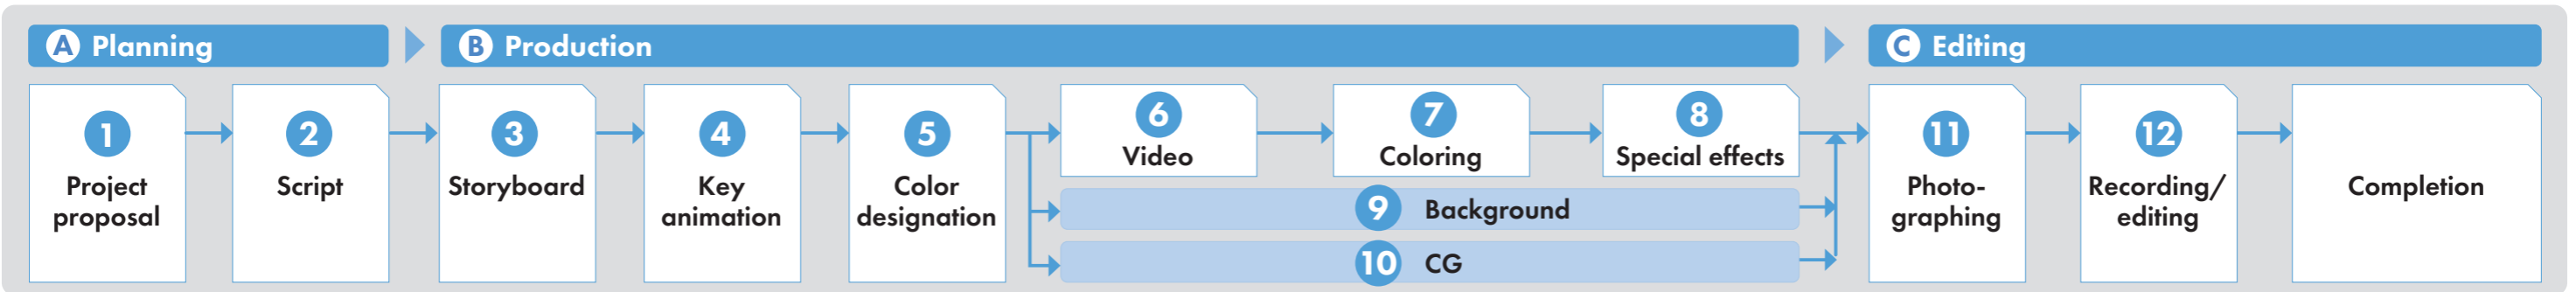 A Planning
B Production
C Editing
1
Project
proposal
2
Script
3
Storyboard
4
Key
animation
5
Color
designation
6
Video
7
Coloring
8
Special effects
9 Background
10 CG
11
Photo-
graphing
12
Recording/
editing
Completion